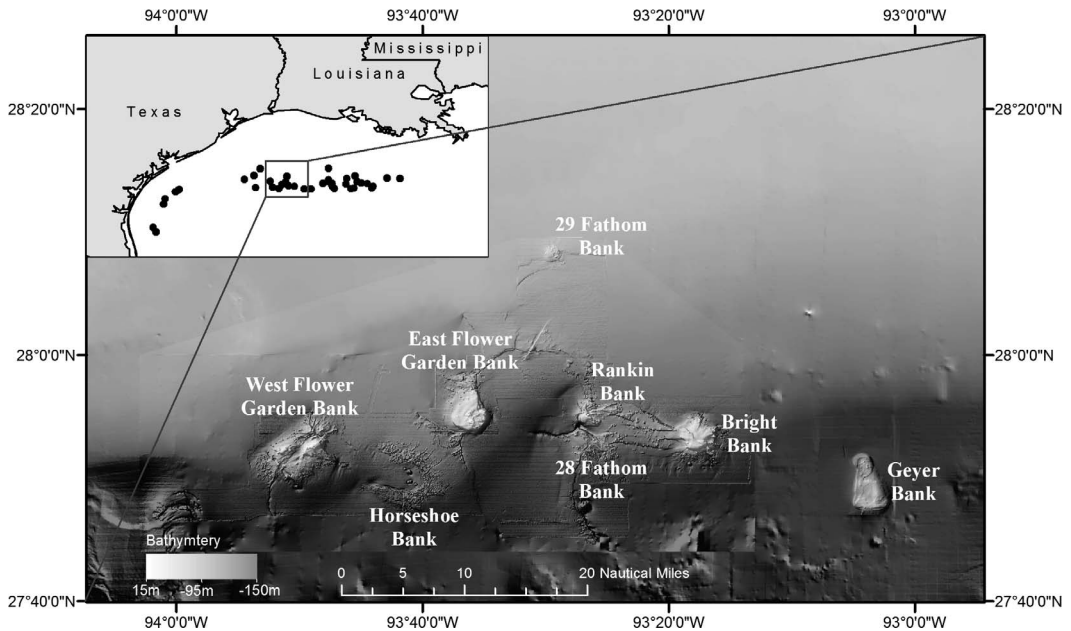 94°0'0"W 93°40'0"W 93°20'0"W 93°0'0"W
Mississippi
Louisiana
Texas
28°20'0"N 28°20'0"N
29 Fathom
Bank
East Flower
Garden Bank
28°0'0"N 28°0'0"N
West Flower
Garden Bank
Rankin
Bank
Bright
Bank
28 Fathom
Bank
Geyer
Bank
Horseshoe
Bank
Bathymtery
15m -95m -150m
0 5 10 20 Nautical Miles
27°40'0"N 27°40'0"N
94°0'0"W 93°40'0"W 93°20'0"W 93°0'0"W